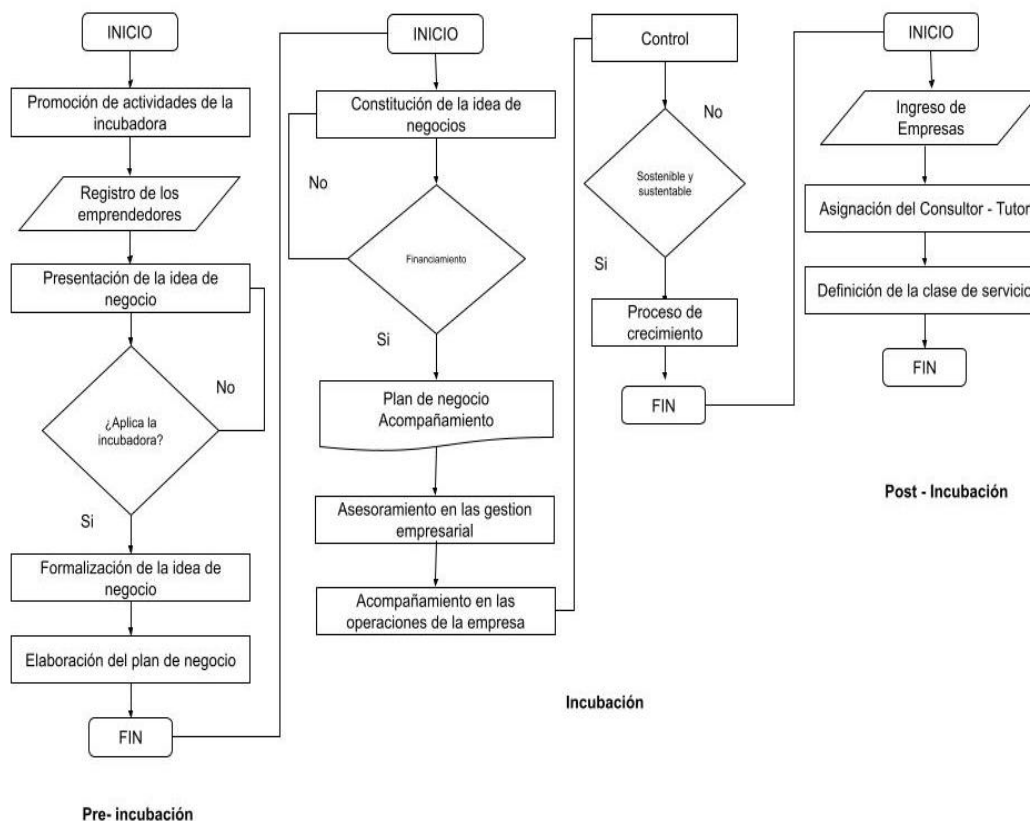 INICIO
Promoción de actividades de la
incubadora
Registro de los
emprendedores
Presentación de la idea de
negocio
No
¿Aplica la
incubadora?
Si
Formalización de la idea de
negocio
Elaboración del plan de negocio
FIN
Pre- incubación
INICIO
Constitución de la idea de
negocios
No
Financiamiento
Si
Plan de negocio
Acompañamiento
Asesoramiento en las gestion
empresarial
Acompañamiento en las
operaciones de la empresa
Control
No
Sostenible y
sustentable
Si
Proceso de
crecimiento
FIN
Incubación
INICIO
Ingreso de
Empresas
Asignación del Consultor - Tutor
Definición de la clase de servicio
FIN
Post - Incubación